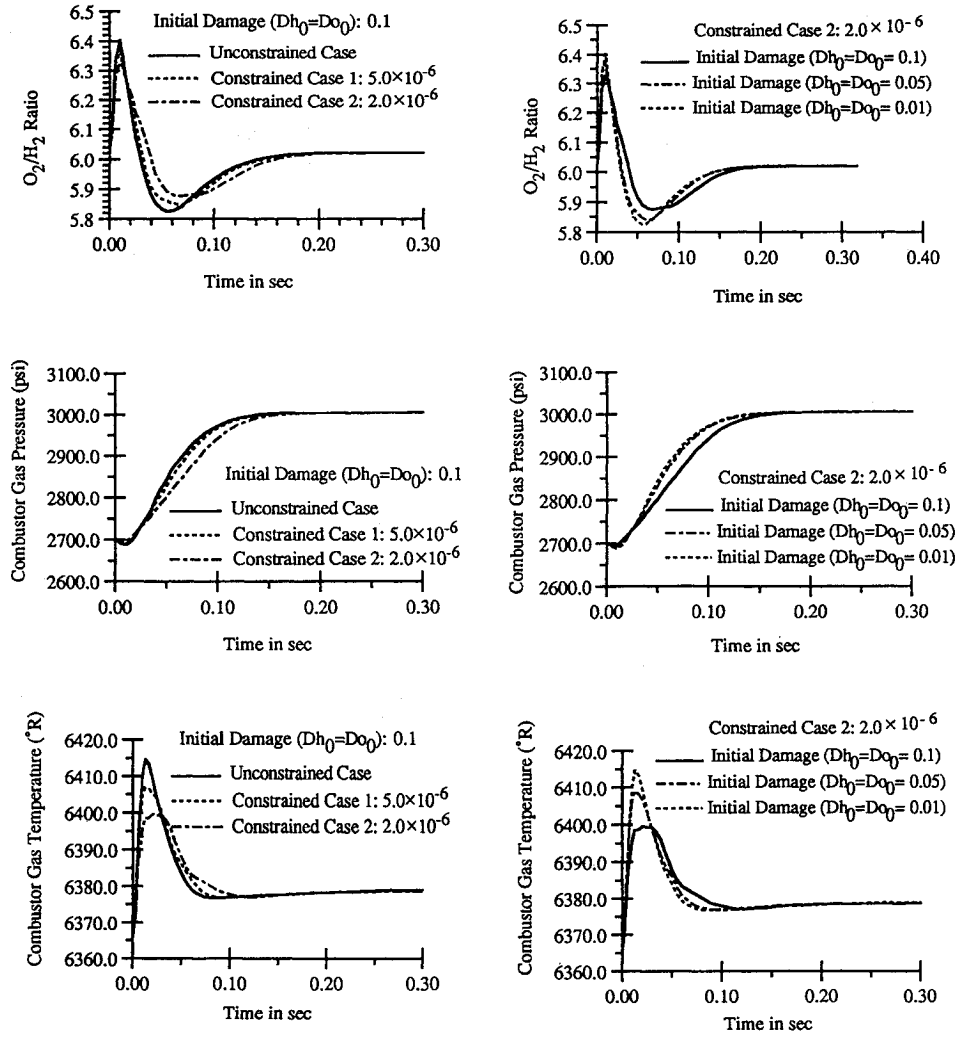 Initial Damage (Dh0=Do0): 0.1
Unconstrained Case
Constrained Case 1: 5.0×10-6
Constrained Case 2: 2.0×10-6
O2/H2 Ratio
6.5
6.4
6.3
6.2
6.1
6.0
5.9
5.8
0.00
0.10
0.20
0.30
Time in sec
Constrained Case 2: 2.0×10-6
Initial Damage (Dh0=Do0= 0.1)
Initial Damage (Dh0=Do0= 0.05)
Initial Damage (Dh0=Do0= 0.01)
O2/H2 Ratio
6.5
6.4
6.3
6.2
6.1
6.0
5.9
5.8
0.00
0.10
0.20
0.30
0.40
Time in sec
Combustor Gas Pressure (psi)
3100.0
3000.0
2900.0
2800.0
2700.0
2600.0
Initial Damage (Dh0=Do0): 0.1
Unconstrained Case
Constrained Case 1: 5.0×10-6
Constrained Case 2: 2.0×10-6
0.00
0.10
0.20
0.30
Time in sec
Combustor Gas Pressure (psi)
3100.0
3000.0
2900.0
2800.0
2700.0
2600.0
Constrained Case 2: 2.0×10-6
Initial Damage (Dh0=Do0= 0.1)
Initial Damage (Dh0=Do0= 0.05)
Initial Damage (Dh0=Do0= 0.01)
0.00
0.10
0.20
0.30
Time in sec
Combustor Gas Temperature (°R)
6420.0
6410.0
6400.0
6390.0
6380.0
6370.0
6360.0
Initial Damage (Dh0=Do0): 0.1
Unconstrained Case
Constrained Case 1: 5.0×10-6
Constrained Case 2: 2.0×10-6
0.00
0.10
0.20
0.30
Time in sec
Combustor Gas Temperature (°R)
6420.0
6410.0
6400.0
6390.0
6380.0
6370.0
6360.0
Constrained Case 2: 2.0×10-6
Initial Damage (Dh0=Do0= 0.1)
Initial Damage (Dh0=Do0= 0.05)
Initial Damage (Dh0=Do0= 0.01)
0.00
0.10
0.20
0.30
Time in sec